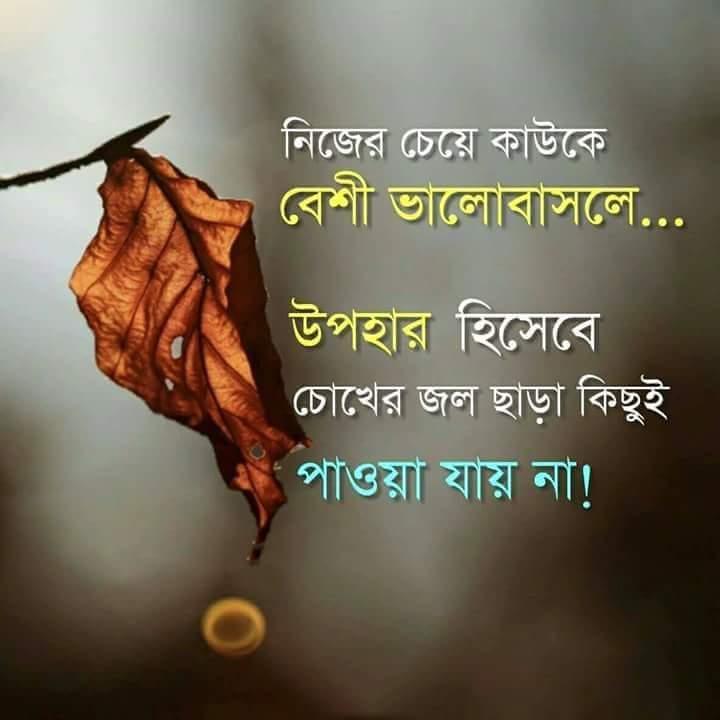 নিজের চেয়ে কাউকে
বেশী ভালোবাসলে...
উপহার হিসেবে
চোখের জল ছাড়া কিছুই
পাওয়া যায় না!